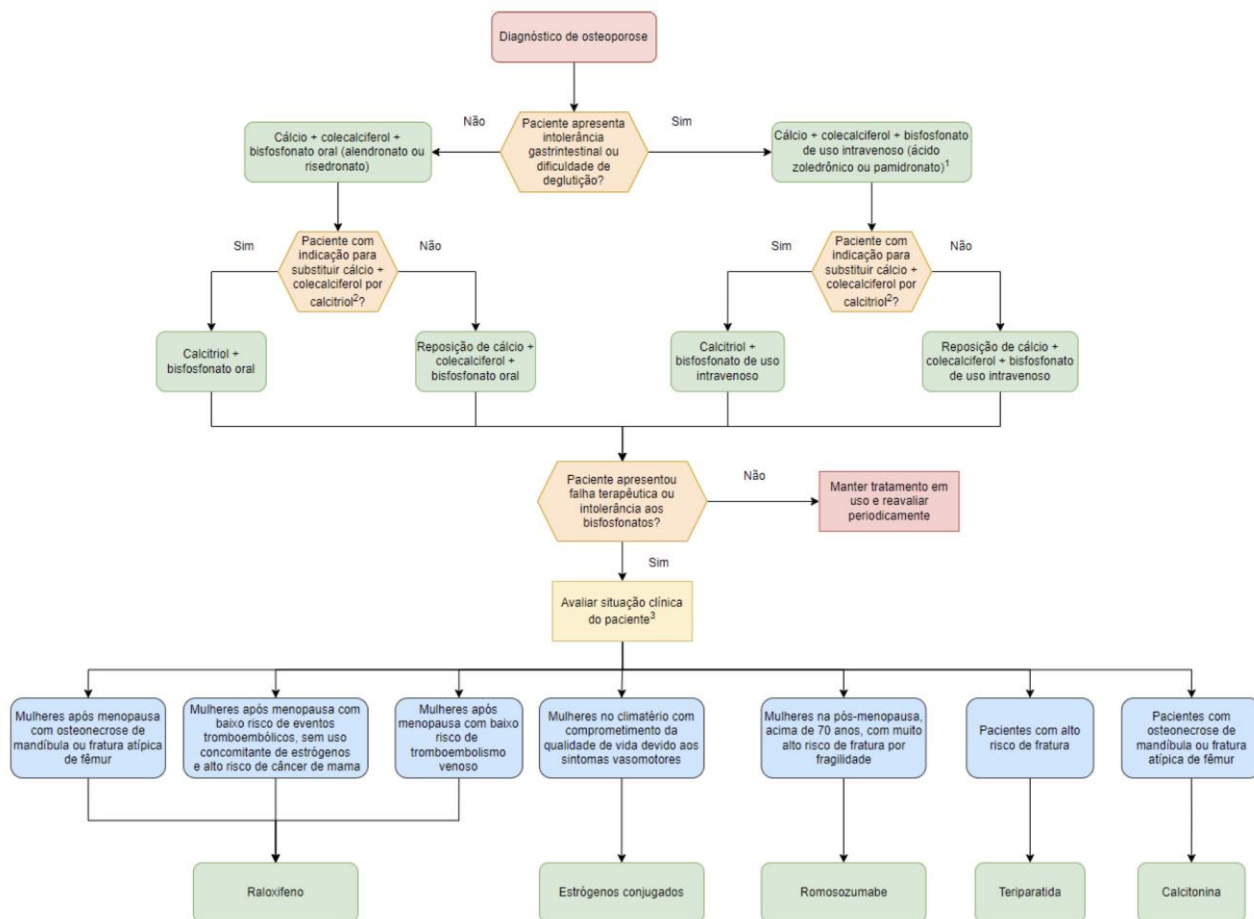 Diagnóstico de osteoporose
Não
Sim
Cálcio + colecalciferol +
bisfosfonato oral (alendronato ou
risedronato)
Paciente apresenta
intolerância
gastrintestinal ou
dificuldade de
deglutição?
Cálcio + colecalciferol + bisfosfonato
de uso intravenoso (ácido
zoledrônico ou pamidronato)¹
Sim
Paciente com
indicação para
substituir cálcio +
colecalciferol por
calcitriol²?
Não
Sim
Paciente com
indicação para
substituir cálcio +
colecalciferol por
calcitriol²?
Não
Calcitriol +
bisfosfonato oral
Reposição de cálcio +
colecalciferol +
bisfosfonato oral
Calcitriol +
bisfosfonato de uso
intravenoso
Reposição de cálcio +
colecalciferol + bisfosfonato
de uso intravenoso
Paciente apresentou
falha terapêutica ou
intolerância aos
bisfosfonatos?
Não
Manter tratamento em
uso e reavaliar
periodicamente
Sim
Avaliar situação clínica
do paciente³
Mulheres após menopausa
com osteonecrose de
mandíbula ou fratura atípica
de fêmur
Mulheres após menopausa com
baixo risco de eventos
tromboembólicos, sem uso
concomitante de estrógenos
e alto risco de câncer de mama
Mulheres após
menopausa com baixo
risco de
tromboembolismo
venoso
Mulheres no climatério com
comprometimento da
qualidade de vida devido aos
sintomas vasomotores
Mulheres na pós-menopausa,
acima de 70 anos, com muito
alto risco de fratura por
fragilidade
Pacientes com alto
risco de fratura
Pacientes com
osteonecrose de
mandíbula ou fratura
atípica de fêmur
Raloxifeno
Estrógenos conjugados
Romosozumabe
Teriparatida
Calcitonina